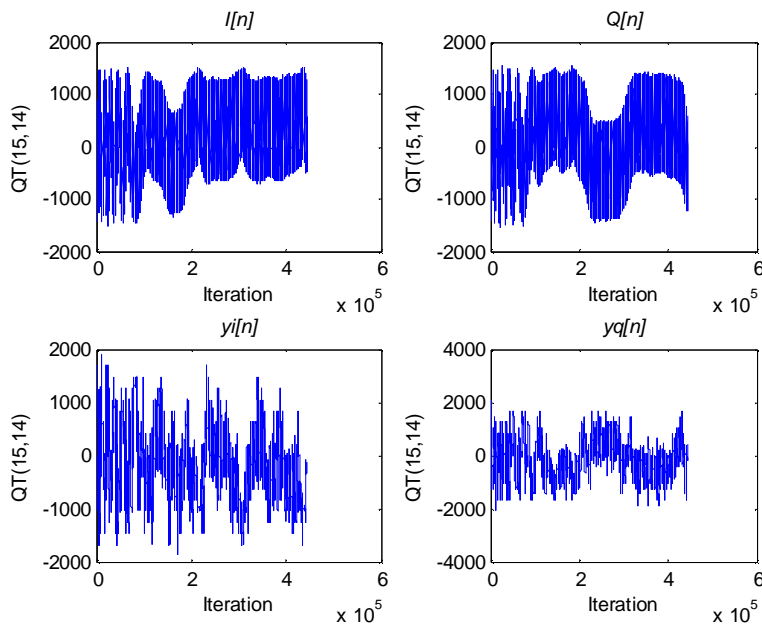 I[n]
2000
1000
0
-1000
-2000
QT(15,14)
0
2
4
6
Iteration
x 10^5
Q[n]
2000
1000
0
-1000
-2000
QT(15,14)
0
2
4
6
Iteration
x 10^5
yi[n]
2000
1000
0
-1000
-2000
QT(15,14)
0
2
4
6
Iteration
x 10^5
yq[n]
4000
2000
0
-2000
-4000
QT(15,14)
0
2
4
6
Iteration
x 10^5